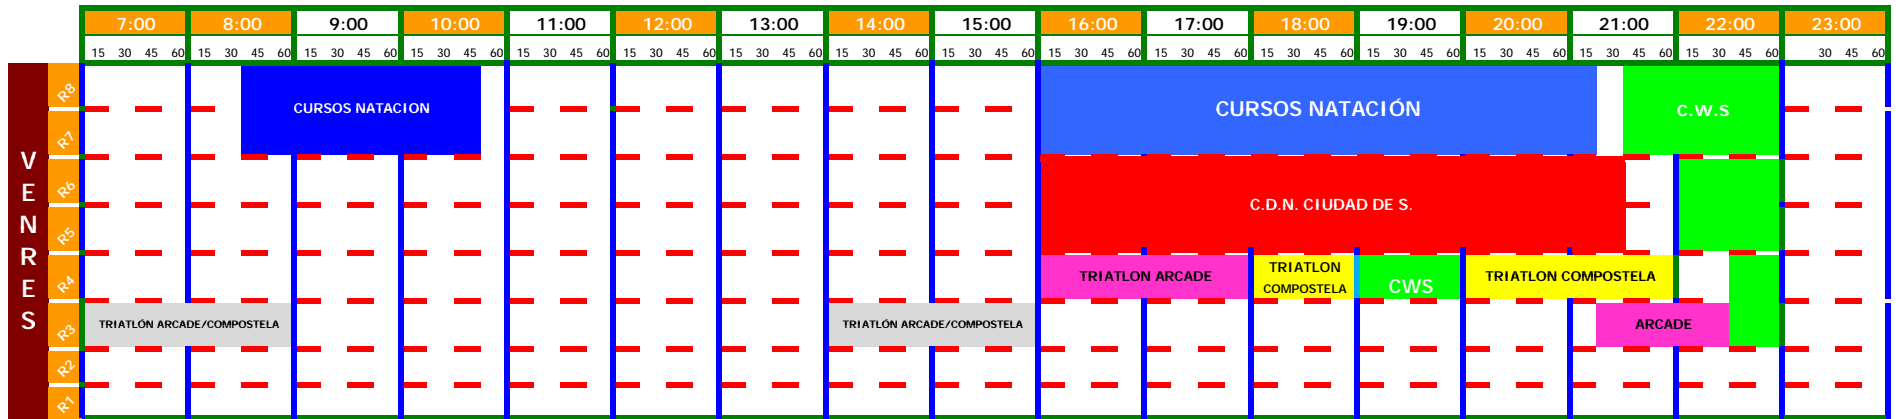 7:00 8:00 9:00 10:00 11:00 12:00 13:00 14:00 15:00 16:00 17:00 18:00 19:00 20:00 21:00 22:00 23:00
15 30 45 60 15 30 45 60 15 30 45 60 15 30 45 60 15 30 45 60 15 30 45 60 15 30 45 60 15 30 45 60 15 30 45 60 15 30 45 60 15 30 45 60 15 30 45 60 15 30 45 60 15 30 45 60 15 30 45 60 15 30 45 60 30 45 60
VENRES
R8
CURSOS NATACION
CURSOS NATACIÓN
C.W.S
R7
R6
C.D.N. CIUDAD DE S.
R5
R4
TRIATLON ARCADE
TRIATLON
COMPOSTELA
CWS
TRIATLON COMPOSTELA
R3
TRIATLÓN ARCADE/COMPOSTELA
TRIATLÓN ARCADE/COMPOSTELA
ARCADE
R2
R1